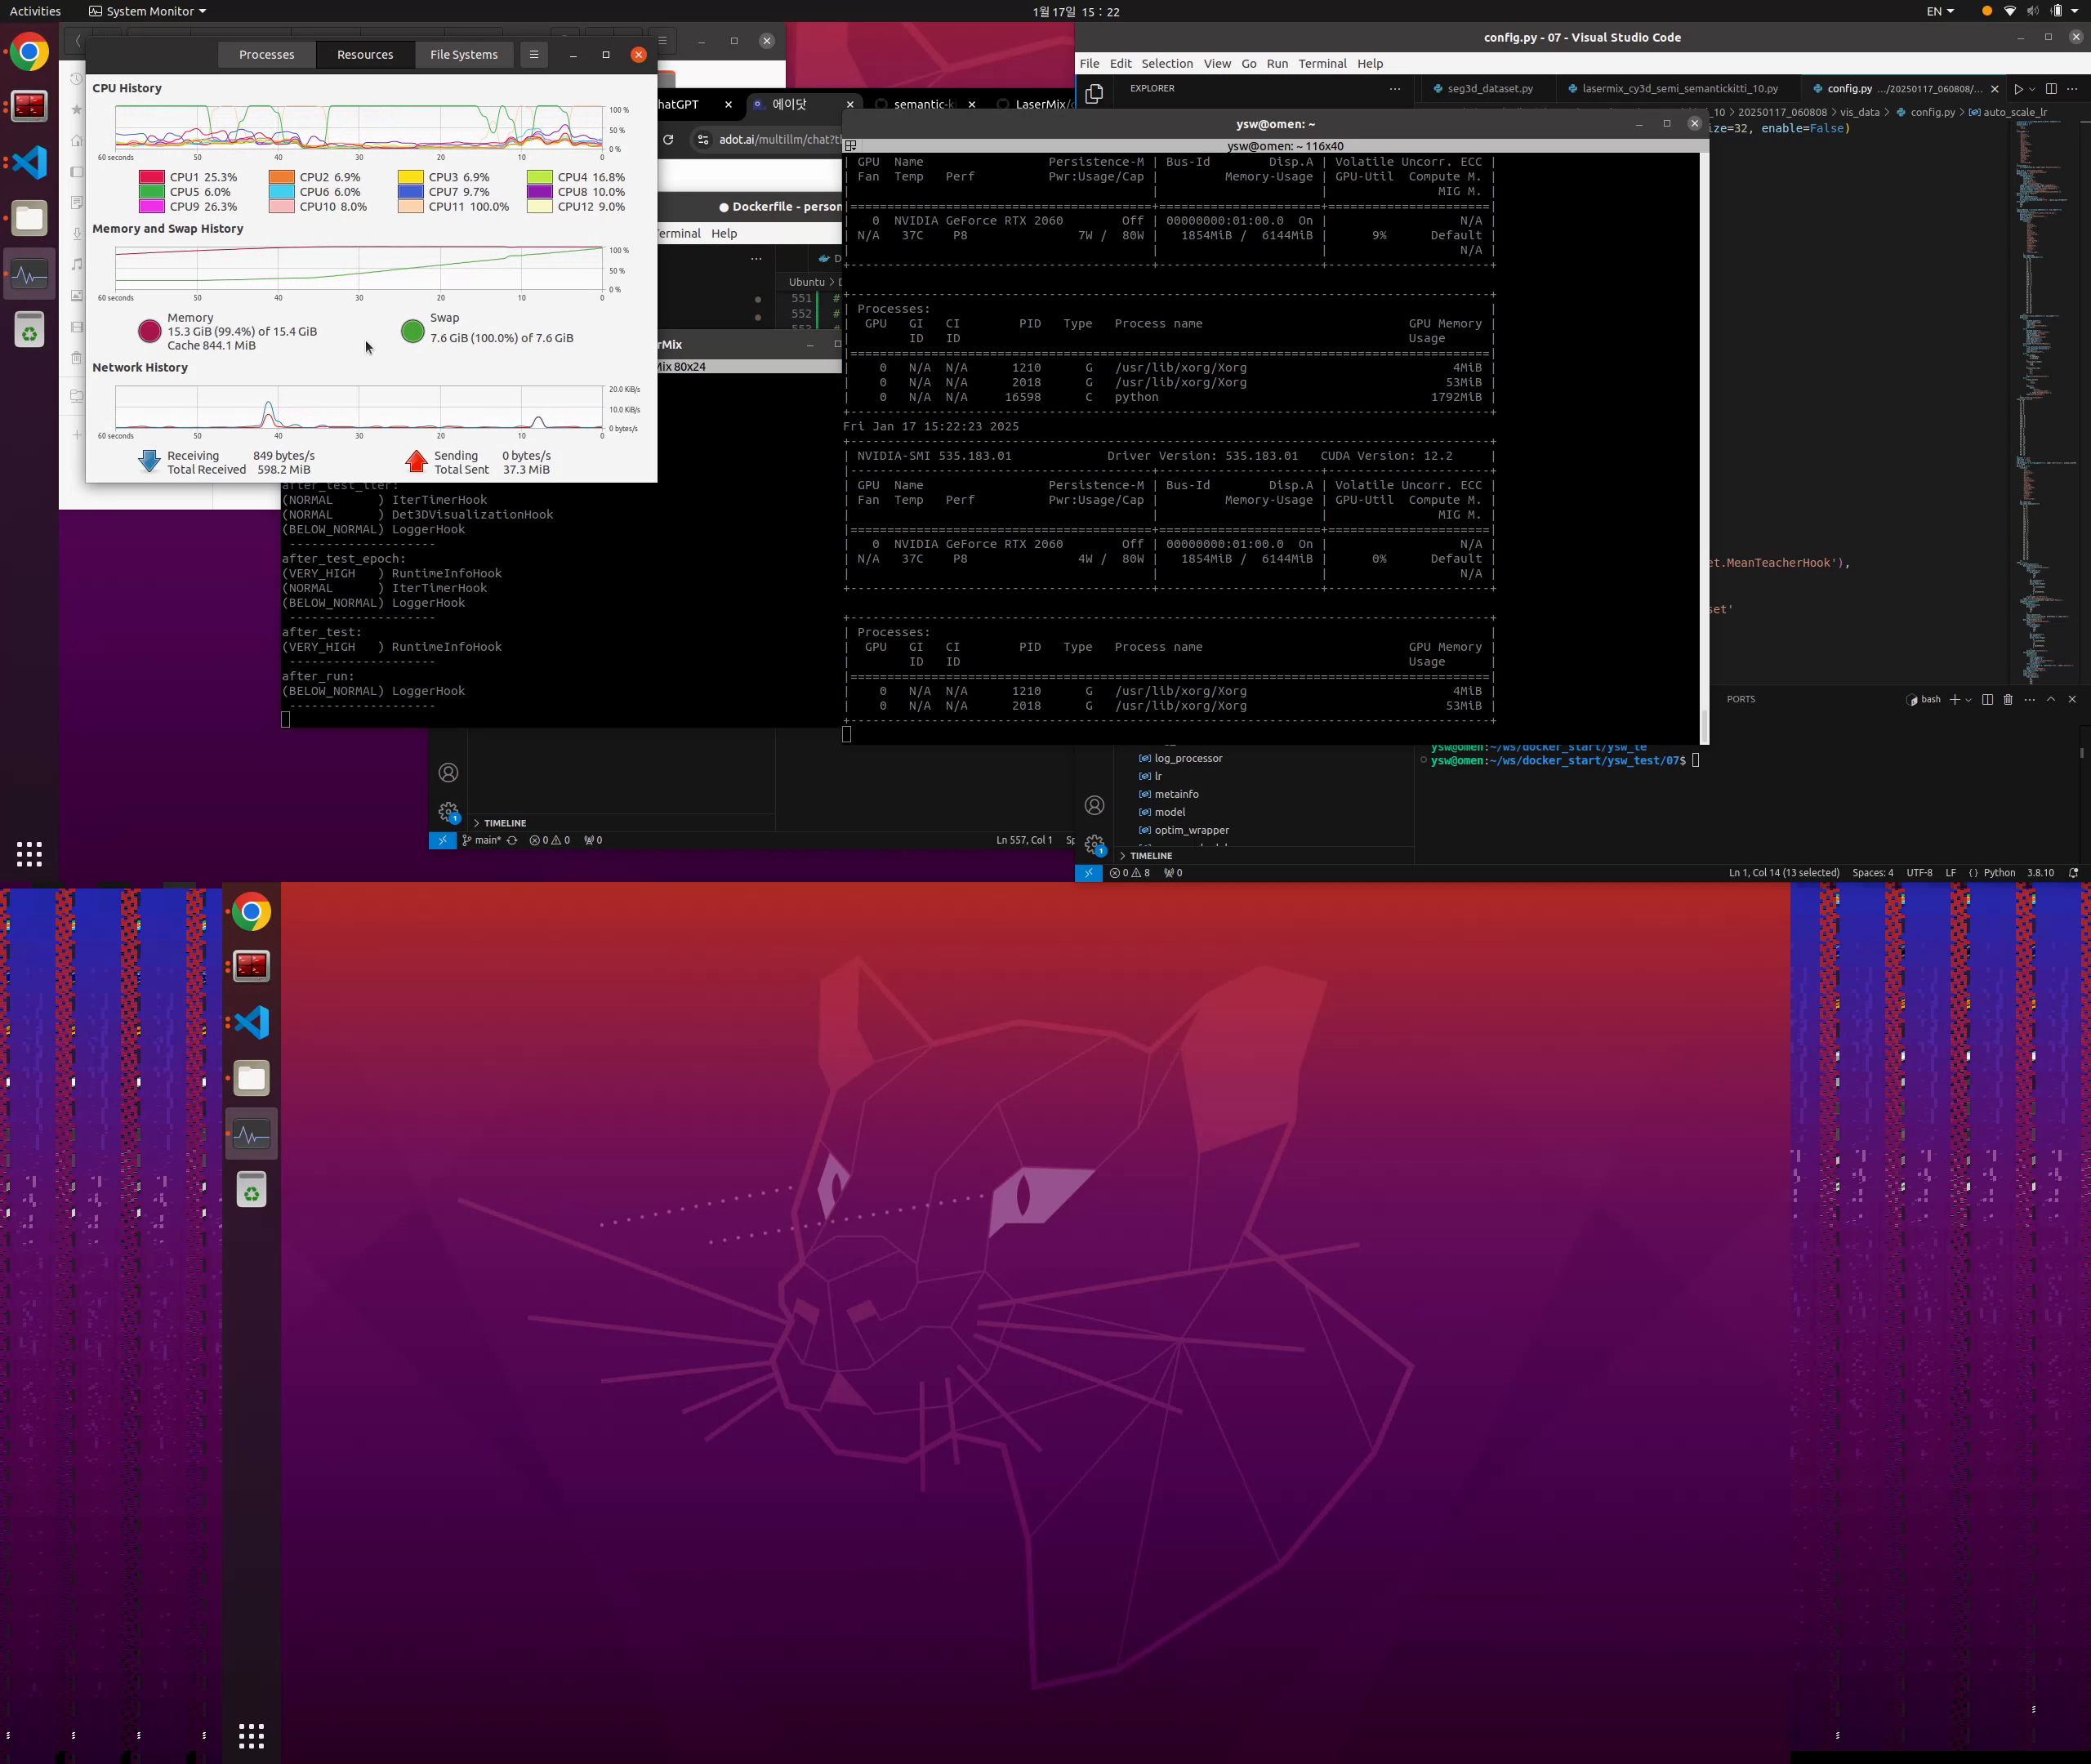 Activities
System Monitor
1월 17일 15 : 22
EN
Processes
Resources
File Systems
CPU History
100 %
50 %
0 %
60 seconds 50 40 30 20 10 0
CPU1 25.3% CPU2 6.9% CPU3 6.9% CPU4 16.8%
CPU5 6.0% CPU6 6.0% CPU7 9.7% CPU8 10.0%
CPU9 26.3% CPU10 8.0% CPU11 100.0% CPU12 9.0%
Memory and Swap History
100 %
50 %
0 %
60 seconds 50 40 30 20 10 0
Memory
15.3 GiB (99.4%) of 15.4 GiB
Cache 844.1 MiB
Swap
7.6 GiB (100.0%) of 7.6 GiB
Network History
20.0 KiB/s
10.0 KiB/s
0 bytes/s
60 seconds 50 40 30 20 10 0
Receiving 849 bytes/s
Total Received 598.2 MiB
Sending 0 bytes/s
Total Sent 37.3 MiB
hatGPT
에이닷
semantic-k
LaserMix/
adot.ai/multillm/chat?t
Dockerfile - person
erminal Help
Ubuntu >
551 #
552 #
rMix
Mix 80x24
after_test_iter:
(NORMAL ) IterTimerHook
(NORMAL ) Det3DVisualizationHook
(BELOW_NORMAL) LoggerHook
--------------------
after_test_epoch:
(VERY_HIGH ) RuntimeInfoHook
(NORMAL ) IterTimerHook
(BELOW_NORMAL) LoggerHook
--------------------
after_test:
(VERY_HIGH ) RuntimeInfoHook
--------------------
after_run:
(BELOW_NORMAL) LoggerHook
--------------------
TIMELINE
main* 0 0 0
Ln 557, Col 1
ysw@omen: ~
ysw@omen: ~ 116x40
| GPU Name Persistence-M | Bus-Id Disp.A | Volatile Uncorr. ECC |
| Fan Temp Perf Pwr:Usage/Cap | Memory-Usage | GPU-Util Compute M. |
| | | MIG M. |
| 0 NVIDIA GeForce RTX 2060 Off | 00000000:01:00.0 On | N/A |
| N/A 37C P8 7W / 80W | 1854MiB / 6144MiB | 9% Default |
| | | N/A |
| Processes: |
| GPU GI CI PID Type Process name GPU Memory |
| ID ID Usage |
| 0 N/A N/A 1210 G /usr/lib/xorg/Xorg 4MiB |
| 0 N/A N/A 2018 G /usr/lib/xorg/Xorg 53MiB |
| 0 N/A N/A 16598 C python 1792MiB |
Fri Jan 17 15:22:23 2025
| NVIDIA-SMI 535.183.01 Driver Version: 535.183.01 CUDA Version: 12.2 |
| GPU Name Persistence-M | Bus-Id Disp.A | Volatile Uncorr. ECC |
| Fan Temp Perf Pwr:Usage/Cap | Memory-Usage | GPU-Util Compute M. |
| | | MIG M. |
| 0 NVIDIA GeForce RTX 2060 Off | 00000000:01:00.0 On | N/A |
| N/A 37C P8 4W / 80W | 1854MiB / 6144MiB | 0% Default |
| | | N/A |
| Processes: |
| GPU GI CI PID Type Process name GPU Memory |
| ID ID Usage |
| 0 N/A N/A 1210 G /usr/lib/xorg/Xorg 4MiB |
| 0 N/A N/A 2018 G /usr/lib/xorg/Xorg 53MiB |
config.py - 07 - Visual Studio Code
File Edit Selection View Go Run Terminal Help
EXPLORER
seg3d_dataset.py
lasermix_cy3d_semi_semantickitti_10.py
config.py .../20250117_060808/...
_10 > 20250117_060808 > vis_data > config.py > auto_scale_lr
ize=32, enable=False)
et.MeanTeacherHook'),
set'
PORTS
bash
ysw@omen:~/ws/docker_start/ysw_te
ysw@omen:~/ws/docker_start/ysw_test/07$
log_processor
lr
metainfo
model
optim_wrapper
TIMELINE
0 8 0
Ln 1, Col 14 (13 selected) Spaces: 4 UTF-8 LF Python 3.8.10